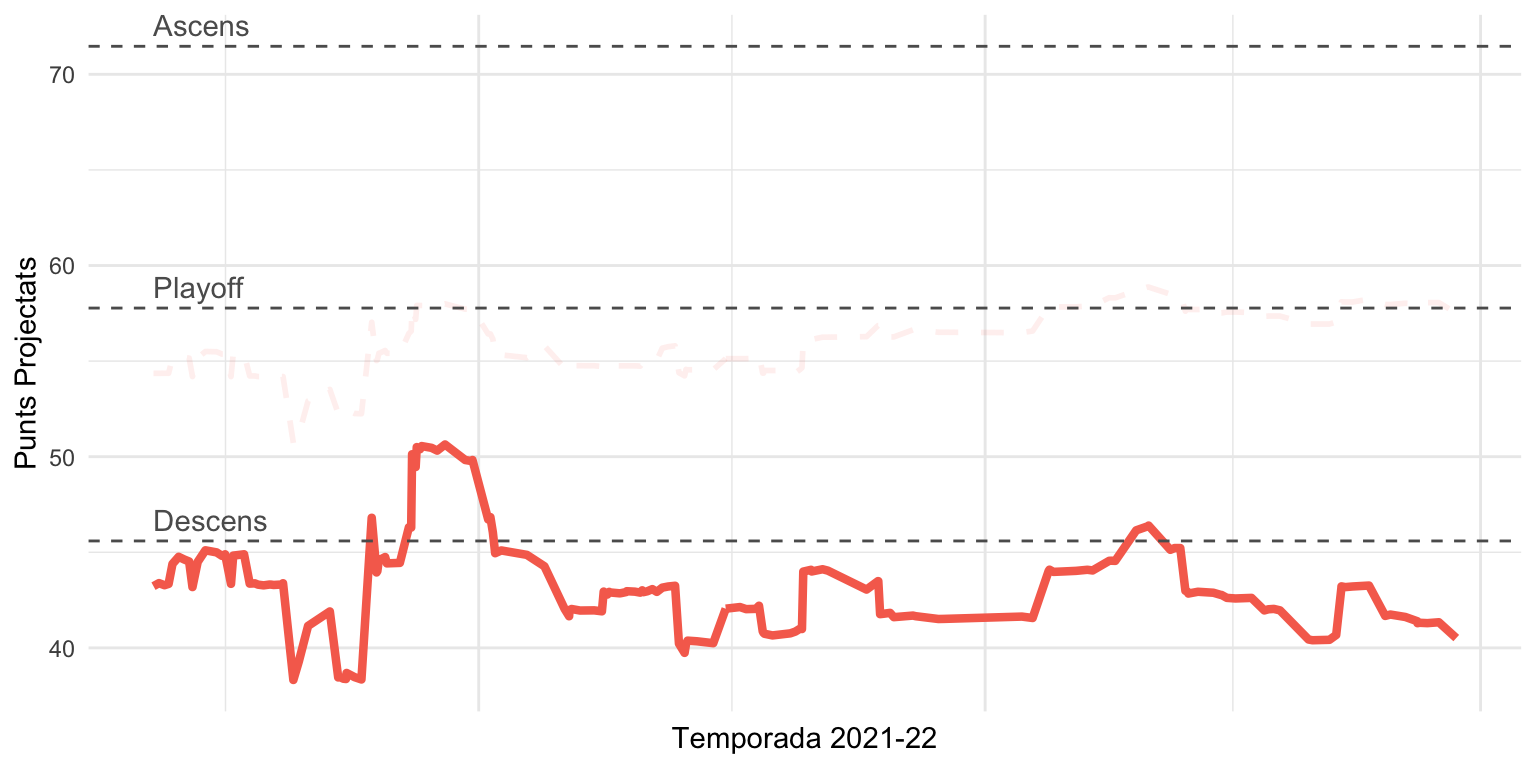 Ascens
70
60
Playoff
Punts Projectats
50
Descens
40
Temporada 2021-22